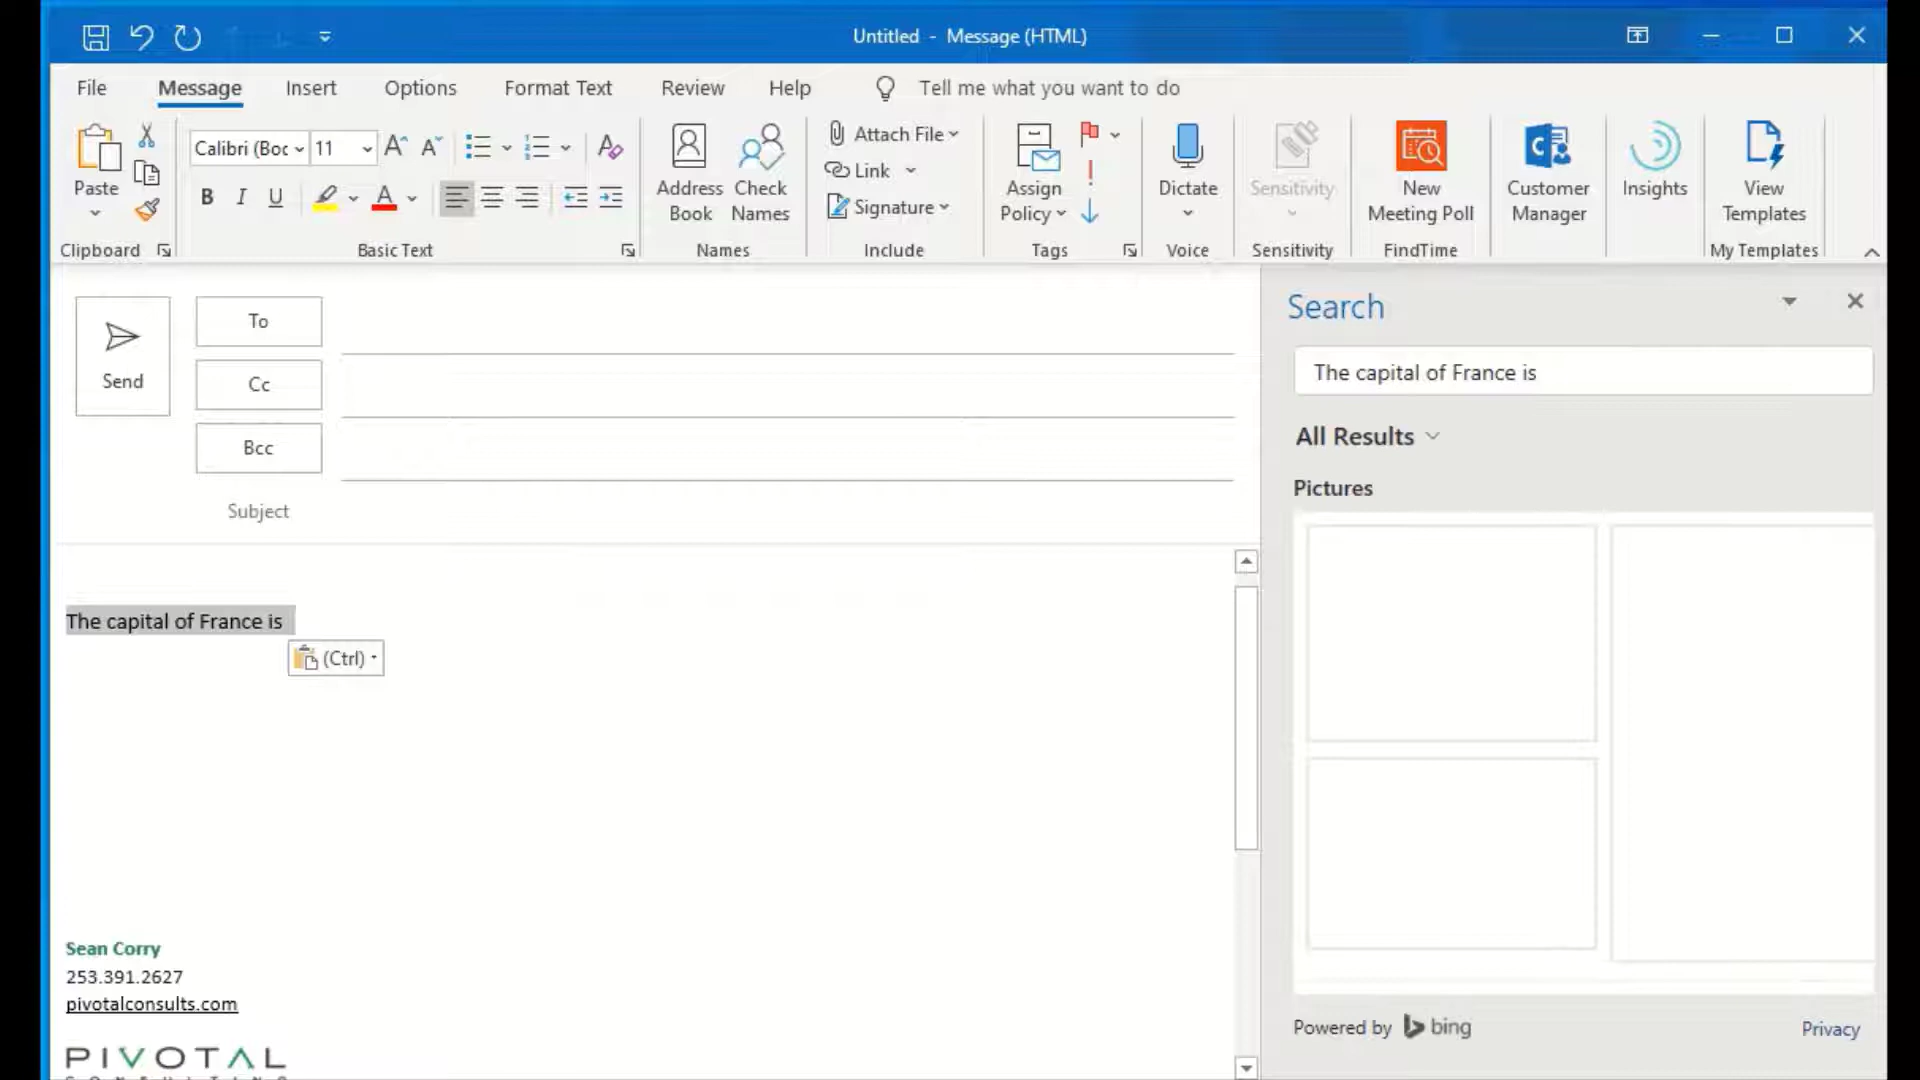 Untitled - Message (HTML)
File Message Insert Options Format Text Review Help Tell me what you want to do
Paste
Clipboard
Calibri (Boc 11
B I U A
Basic Text
Address Book
Check Names
Names
Attach File
Link
Signature
Include
Assign Policy
Tags
Dictate
Voice
Sensitivity
Sensitivity
New Meeting Poll
FindTime
Customer Manager
Insights
View Templates
My Templates
Send
To
Cc
Bcc
Subject
The capital of France is
(Ctrl)
Sean Corry
253.391.2627
pivotalconsults.com
PIVOTAL
Search
The capital of France is
All Results
Pictures
Powered by bing
Privacy